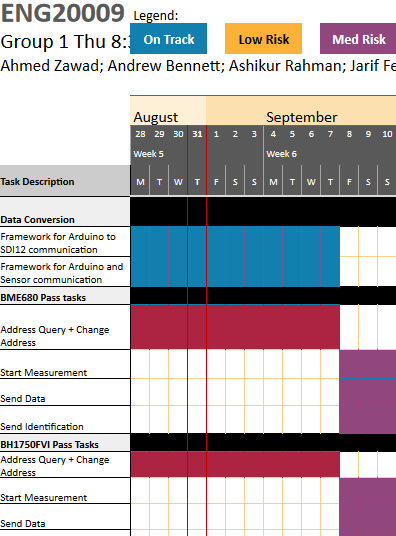 ENG20009 Legend:
Group 1 Thu 8: On Track Low Risk Med Risk
Ahmed Zawad; Andrew Bennett; Ashikur Rahman; Jarif Fe
August September
28 29 30 31 1 2 3 4 5 6 7 8 9 10
Week 5 Week 6
Task Description M T W T F S S M T W T F S S
Data Conversion
Framework for Arduino to
SDI12 communication
Framework for Arduino and
Sensor communication
BME680 Pass tasks
Address Query + Change
Address
Start Measurement
Send Data
Send Identification
BH1750FVI Pass Tasks
Address Query + Change
Address
Start Measurement
Send Data